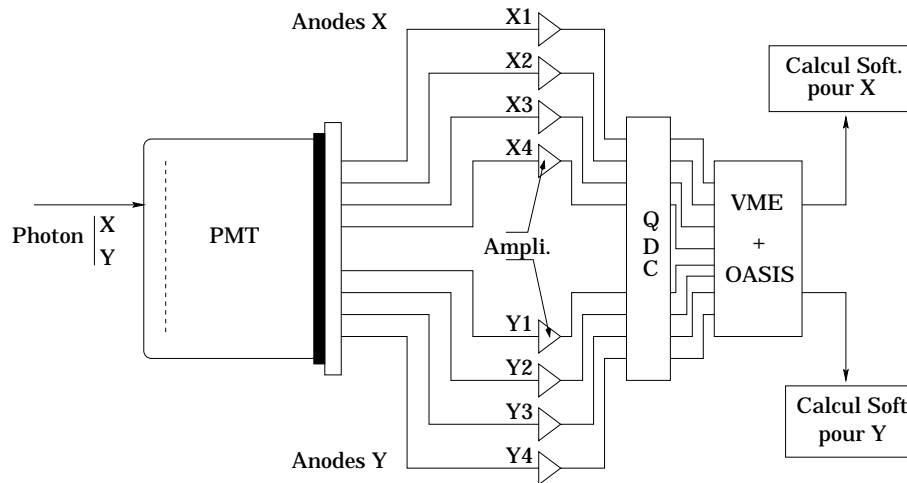 Anodes X
X1
X2
X3
X4
Calcul Soft.
pour X
Photon
X
Y
PMT
Ampli.
Q
D
C
VME
+
OASIS
Y1
Y2
Y3
Y4
Anodes Y
Calcul Soft
pour Y